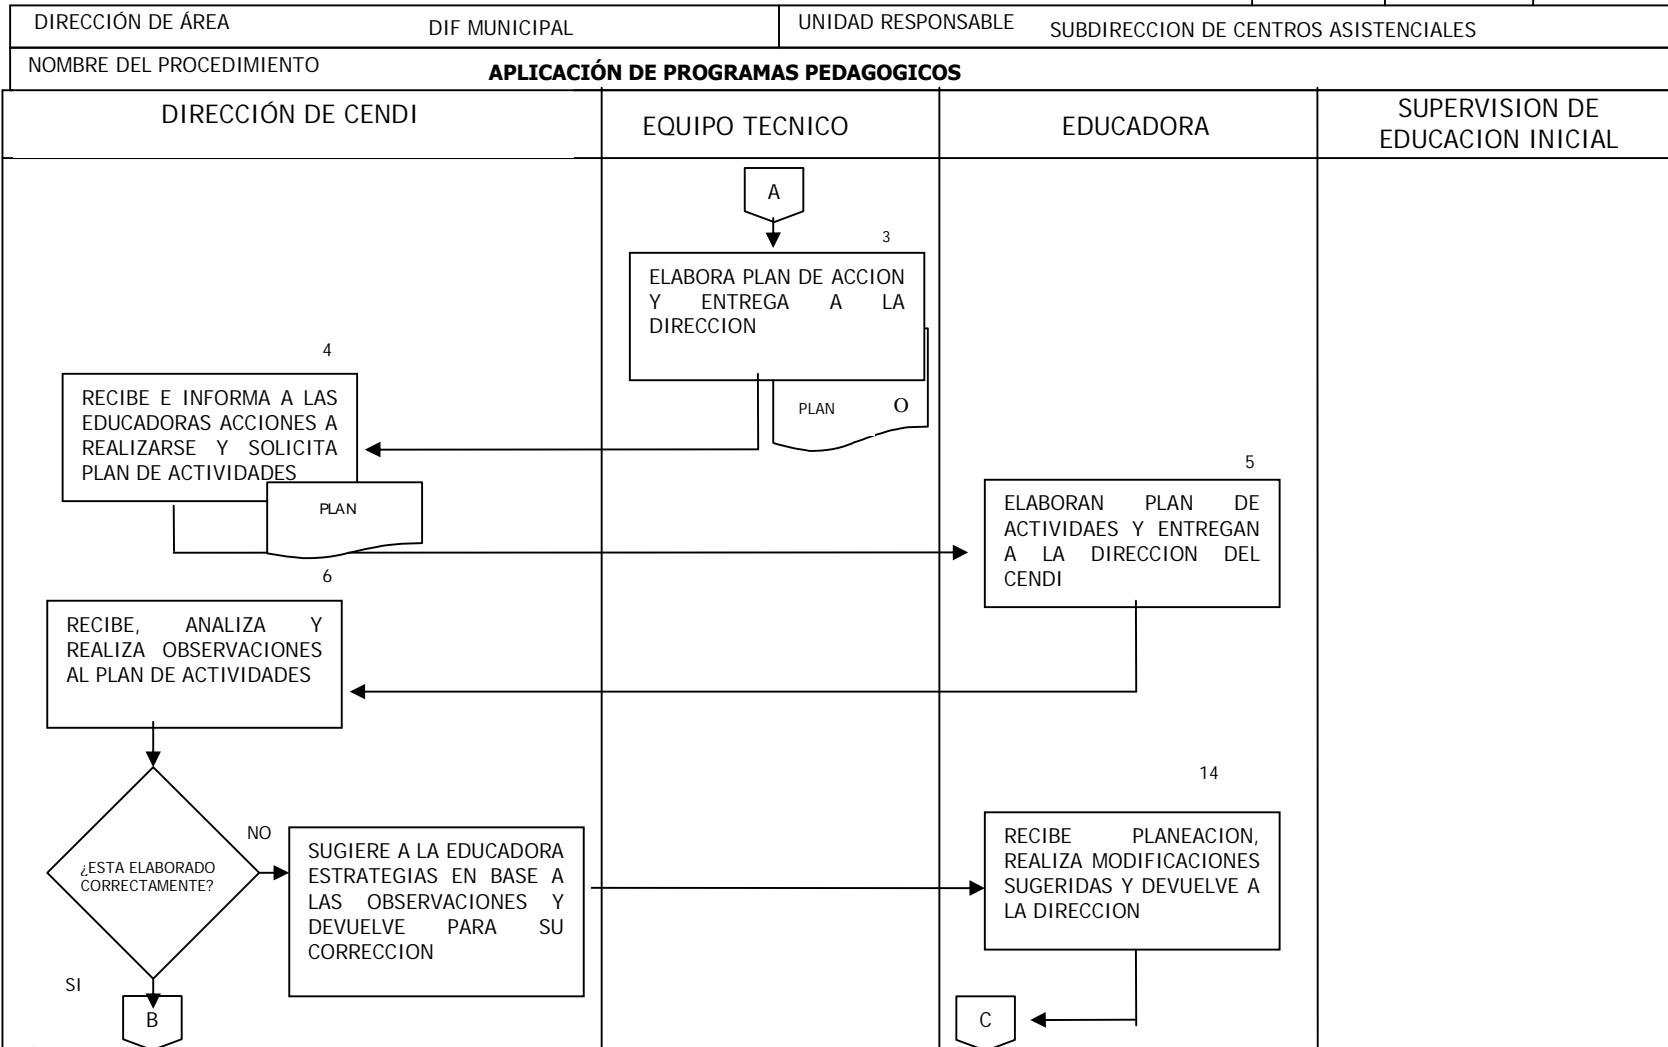 DIRECCIÓN DE ÁREA
DIF MUNICIPAL
UNIDAD RESPONSABLE
SUBDIRECCION DE CENTROS ASISTENCIALES
NOMBRE DEL PROCEDIMIENTO
APLICACIÓN DE PROGRAMAS PEDAGOGICOS
DIRECCIÓN DE CENDI
EQUIPO TECNICO
EDUCADORA
SUPERVISION DE
EDUCACION INICIAL
A
3
ELABORA PLAN DE ACCION
Y ENTREGA A LA
DIRECCION
PLAN
O
4
RECIBE E INFORMA A LAS
EDUCADORAS ACCIONES A
REALIZARSE Y SOLICITA
PLAN DE ACTIVIDADES
PLAN
5
ELABORAN PLAN DE
ACTIVIDAES Y ENTREGAN
A LA DIRECCION DEL
CENDI
6
RECIBE, ANALIZA Y
REALIZA OBSERVACIONES
AL PLAN DE ACTIVIDADES
¿ESTA ELABORADO
CORRECTAMENTE?
NO
SUGIERE A LA EDUCADORA
ESTRATEGIAS EN BASE A
LAS OBSERVACIONES Y
DEVUELVE PARA SU
CORRECCION
14
RECIBE PLANEACION,
REALIZA MODIFICACIONES
SUGERIDAS Y DEVUELVE A
LA DIRECCION
SI
B
C